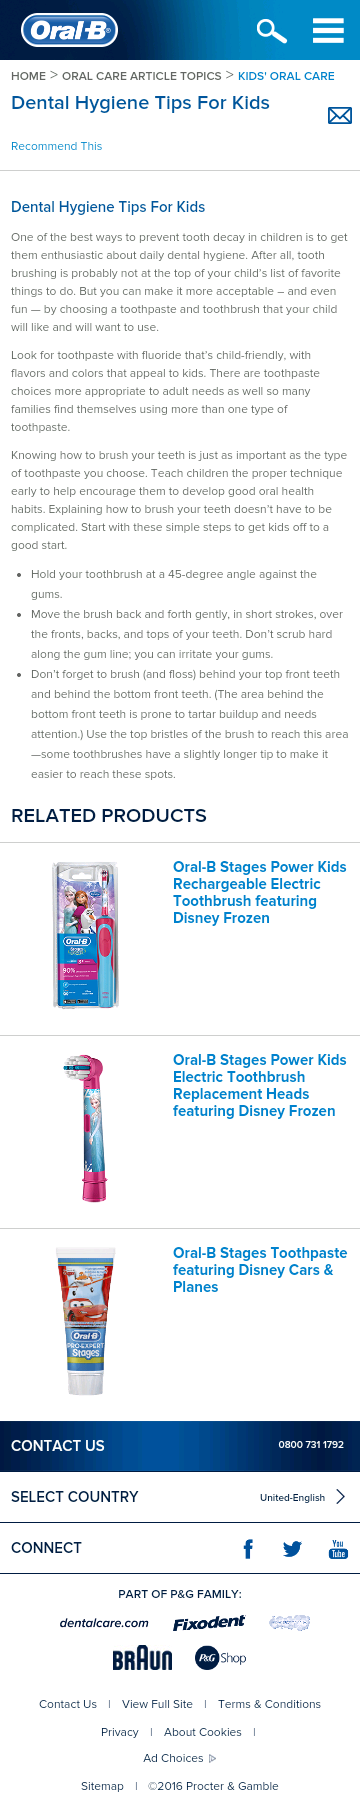 Oral-B
HOME > ORAL CARE ARTICLE TOPICS > KIDS' ORAL CARE
Dental Hygiene Tips For Kids
Recommend This
Dental Hygiene Tips For Kids
One of the best ways to prevent tooth decay in children is to get
them enthusiastic about daily dental hygiene. After all, tooth
brushing is probably not at the top of your child's list of favorite
things to do. But you can make it more acceptable – and even
fun — by choosing a toothpaste and toothbrush that your child
will like and will want to use.
Look for toothpaste with fluoride that's child-friendly, with
flavors and colors that appeal to kids. There are toothpaste
choices more appropriate to adult needs as well so many
families find themselves using more than one type of
toothpaste.
Knowing how to brush your teeth is just as important as the type
of toothpaste you choose. Teach children the proper technique
early to help encourage them to develop good oral health
habits. Explaining how to brush your teeth doesn't have to be
complicated. Start with these simple steps to get kids off to a
good start.
• Hold your toothbrush at a 45-degree angle against the
gums.
• Move the brush back and forth gently, in short strokes, over
the fronts, backs, and tops of your teeth. Don't scrub hard
along the gum line; you can irritate your gums.
• Don't forget to brush (and floss) behind your top front teeth
and behind the bottom front teeth. (The area behind the
bottom front teeth is prone to tartar buildup and needs
attention.) Use the top bristles of the brush to reach this area
—some toothbrushes have a slightly longer tip to make it
easier to reach these spots.
RELATED PRODUCTS
Oral-B Stages Power Kids
Rechargeable Electric
Toothbrush featuring
Disney Frozen
Oral-B
90%
Oral-B Stages Power Kids
Electric Toothbrush
Replacement Heads
featuring Disney Frozen
Oral-B Stages Toothpaste
featuring Disney Cars &
Planes
Oral-B
PRO-EXPERT
Stages
CONTACT US 0800 731 1792
SELECT COUNTRY United-English
CONNECT
You
Tube
PART OF P&G FAMILY:
dentalcare.com Fixodent
BRAUN P&G Shop
Contact Us | View Full Site | Terms & Conditions
Privacy | About Cookies |
Ad Choices
Sitemap | ©2016 Procter & Gamble